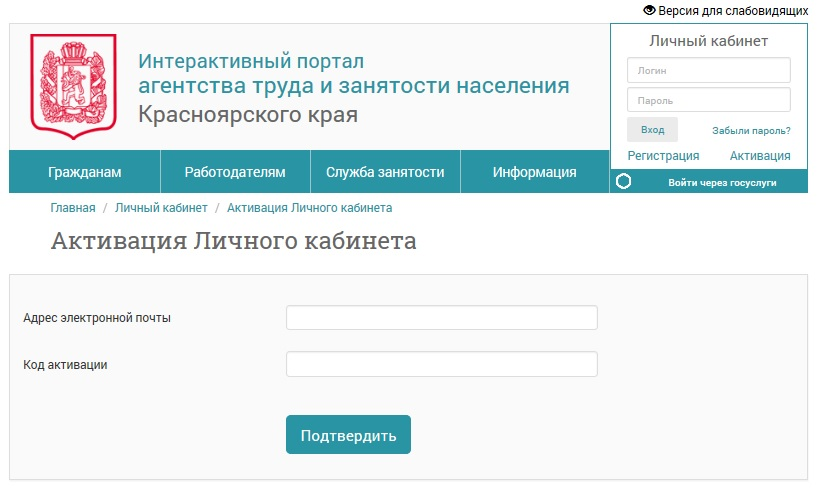 Версия для слабовидящих
Интерактивный портал
агентства труда и занятости населения
Красноярского края
Личный кабинет
Логин
Пароль
Вход Забыли пароль?
Регистрация Активация
Войти через госуслуги
Гражданам Работодателям Служба занятости Информация
Главная / Личный кабинет / Активация Личного кабинета
Активация Личного кабинета
Адрес электронной почты
Код активации
Подтвердить